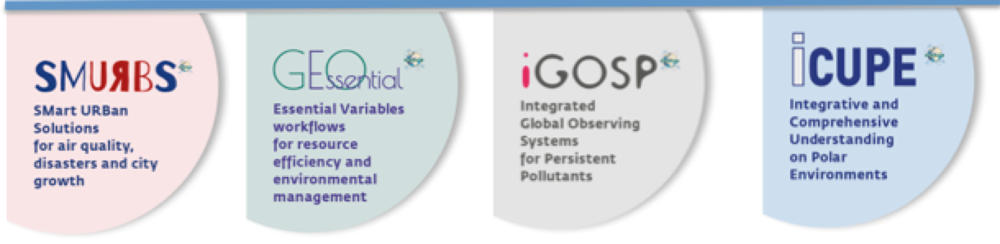 SMURBS
SMart URBan
Solutions
for air quality,
disasters and city
growth
GEOssential
Essential Variables
workflows
for resource
efficiency and
environmental
management
iGOSP
Integrated
Global Observing
Systems
for Persistent
Pollutants
iCUPE
Integrative and
Comprehensive
Understanding
on Polar
Environments